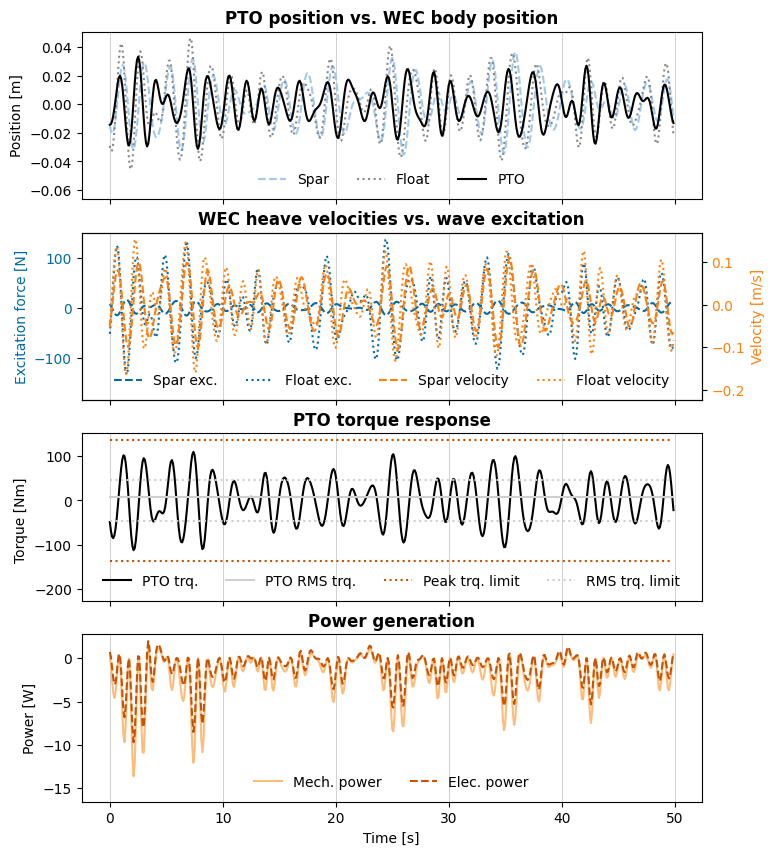 PTO position vs. WEC body position
0.04
0.02
0.00
−0.02
−0.04
−0.06
Position [m]
Spar Float PTO
WEC heave velocities vs. wave excitation
100
0
−100
Excitation force [N]
0.1
0.0
−0.1
−0.2
Velocity [m/s]
Spar exc. Float exc. Spar velocity Float velocity
PTO torque response
100
0
−100
−200
Torque [Nm]
PTO trq. PTO RMS trq. Peak trq. limit RMS trq. limit
Power generation
0
−5
−10
−15
Power [W]
Mech. power Elec. power
0 10 20 30 40 50
Time [s]